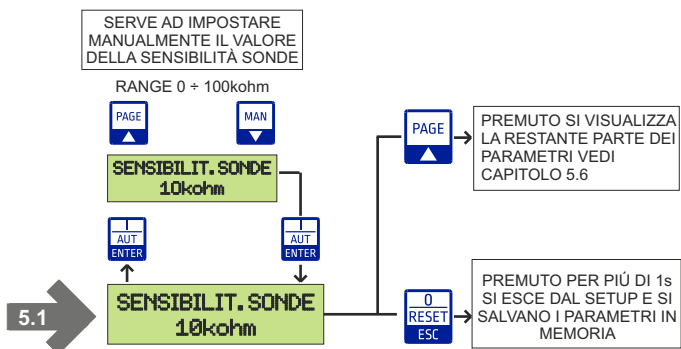 SERVE AD IMPOSTARE
MANUALMENTE IL VALORE
DELLA SENSIBILITÀ SONDE
RANGE 0 ÷ 100kohm
PAGE
MAN
SENSIBILIT.SONDE
10kohm
I
AUT
ENTER
I
AUT
ENTER
5.1
SENSIBILIT.SONDE
10kohm
PAGE
PREMUTO SI VISUALIZZA
LA RESTANTE PARTE DEI
PARAMETRI VEDI
CAPITOLO 5.6
0
RESET
ESC
PREMUTO PER PIÚ DI 1s
SI ESCE DAL SETUP E SI
SALVANO I PARAMETRI IN
MEMORIA